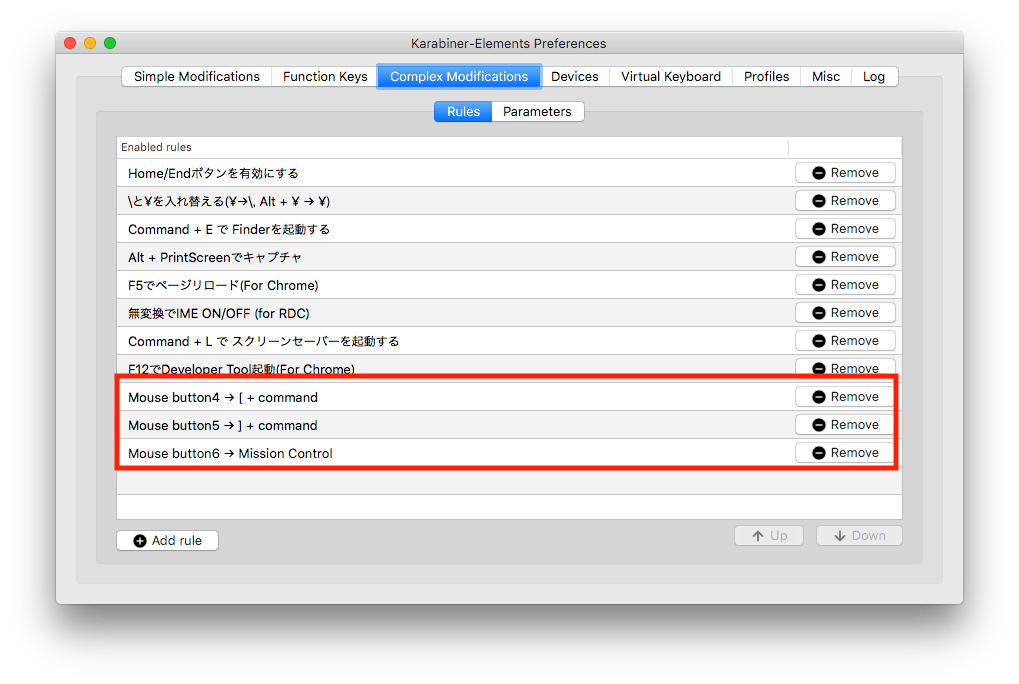 Karabiner-Elements Preferences
Simple Modifications Function Keys Complex Modifications Devices Virtual Keyboard Profiles Misc Log
Rules Parameters
Enabled rules
Home/Endボタンを有効にする Remove
\と¥を入れ替える(¥→\, Alt + ¥ → ¥) Remove
Command + E で Finderを起動する Remove
Alt + PrintScreenでキャプチャ Remove
F5でページリロード(For Chrome) Remove
無変換でIME ON/OFF (for RDC) Remove
Command + L で スクリーンセーバーを起動する Remove
F12でDeveloper Tool起動(For Chrome) Remove
Mouse button4 → [ + command Remove
Mouse button5 → ] + command Remove
Mouse button6 → Mission Control Remove
Add rule Up Down